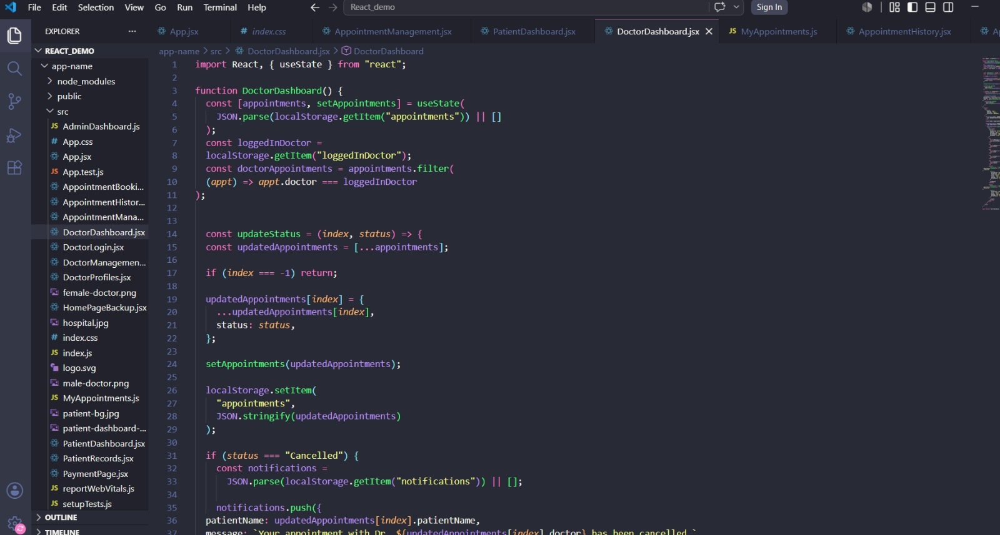 File Edit Selection View Go Run Terminal Help
React_demo
Sign In
EXPLORER
App.jsx
index.css
AppointmentManagement.jsx
PatientDashboard.jsx
DoctorDashboard.jsx
JS MyAppointments.js
AppointmentHistory.jsx
REACT_DEMO
app-name
node_modules
public
src
JS AdminDashboard.js
# App.css
App.jsx
JS App.test.js
AppointmentBooki...
AppointmentHistor...
AppointmentMana...
DoctorDashboard.jsx
DoctorLogin.jsx
DoctorManagemen...
DoctorProfiles.jsx
female-doctor.png
HomePageBackup.jsx
hospital.jpg
# index.css
JS index.js
logo.svg
male-doctor.png
JS MyAppointments.js
patient-bg.jpg
patient-dashboard-...
PatientDashboard.jsx
PatientRecords.jsx
PaymentPage.jsx
JS reportWebVitals.js
JS setupTests.js
OUTLINE
TIMELINE
app-name > src > DoctorDashboard.jsx > DoctorDashboard
1 import React, { useState } from "react";
2
3 function DoctorDashboard() {
4 const [appointments, setAppointments] = useState(
5 JSON.parse(localStorage.getItem("appointments")) || []
6 );
7 const loggedInDoctor =
8 localStorage.getItem("loggedInDoctor");
9 const doctorAppointments = appointments.filter(
10 (appt) => appt.doctor === loggedInDoctor
11 );
12
13
14 const updateStatus = (index, status) => {
15 const updatedAppointments = [...appointments];
16
17 if (index === -1) return;
18
19 updatedAppointments[index] = {
20 ...updatedAppointments[index],
21 status: status,
22 };
23
24 setAppointments(updatedAppointments);
25
26 localStorage.setItem(
27 "appointments",
28 JSON.stringify(updatedAppointments)
29 );
30
31 if (status === "Cancelled") {
32 const notifications =
33 JSON.parse(localStorage.getItem("notifications")) || [];
34
35 notifications.push({
36 patientName: updatedAppointments[index].patientName,
37 message: `Your appointment with Dr. ${updatedAppointments[index].doctor} has been cancelled.`